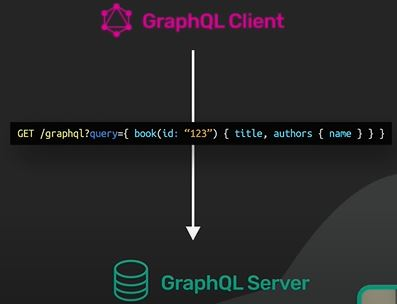 GraphQL Client
GET /graphql?query={ book(id: “123”) { title, authors { name } } }
GraphQL Server